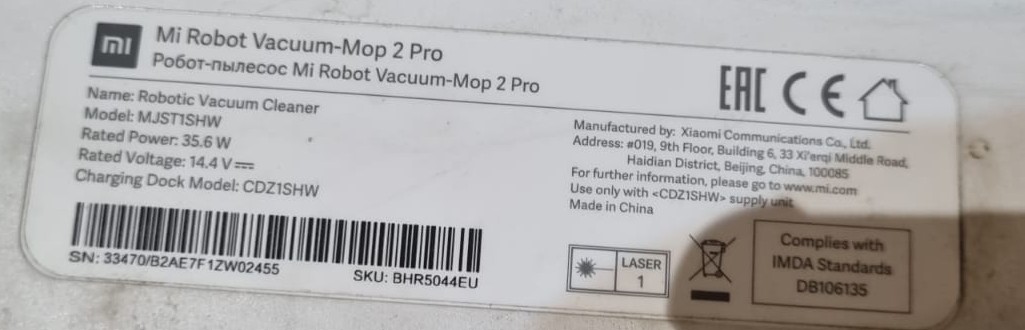 mi
Mi Robot Vacuum-Mop 2 Pro
Робот-пылесос Mi Robot Vacuum-Mop 2 Pro
EAC CE
Name: Robotic Vacuum Cleaner
Model: MJST1SHW
Rated Power: 35.6 W
Rated Voltage: 14.4 V⎓
Charging Dock Model: CDZ1SHW
SN: 33470/B2AE7F1ZW02455
SKU: BHR5044EU
Manufactured by: Xiaomi Communications Co., Ltd.
Address: #019, 9th Floor, Building 6, 33 Xi'erqi Middle Road,
Haidian District, Beijing, China, 100085
For further information, please go to www.mi.com
Use only with <CDZ1SHW> supply unit
Made in China
LASER
1
Complies with
IMDA Standards
DB106135